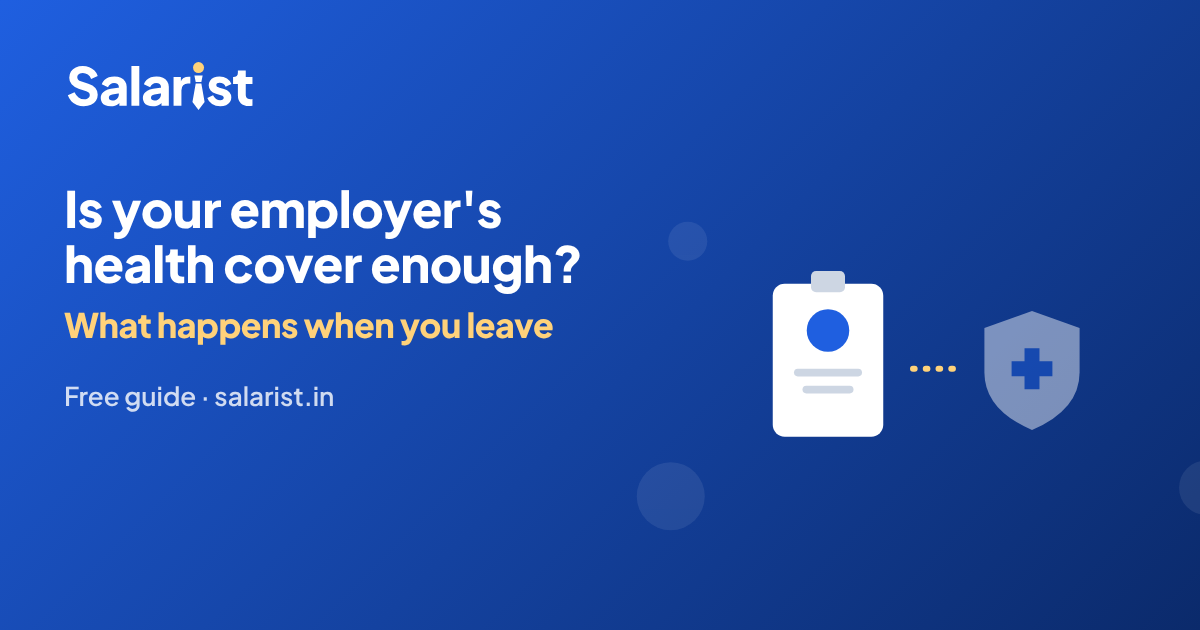 Salarist
Is your employer's
health cover enough?
What happens when you leave
Free guide · salarist.in